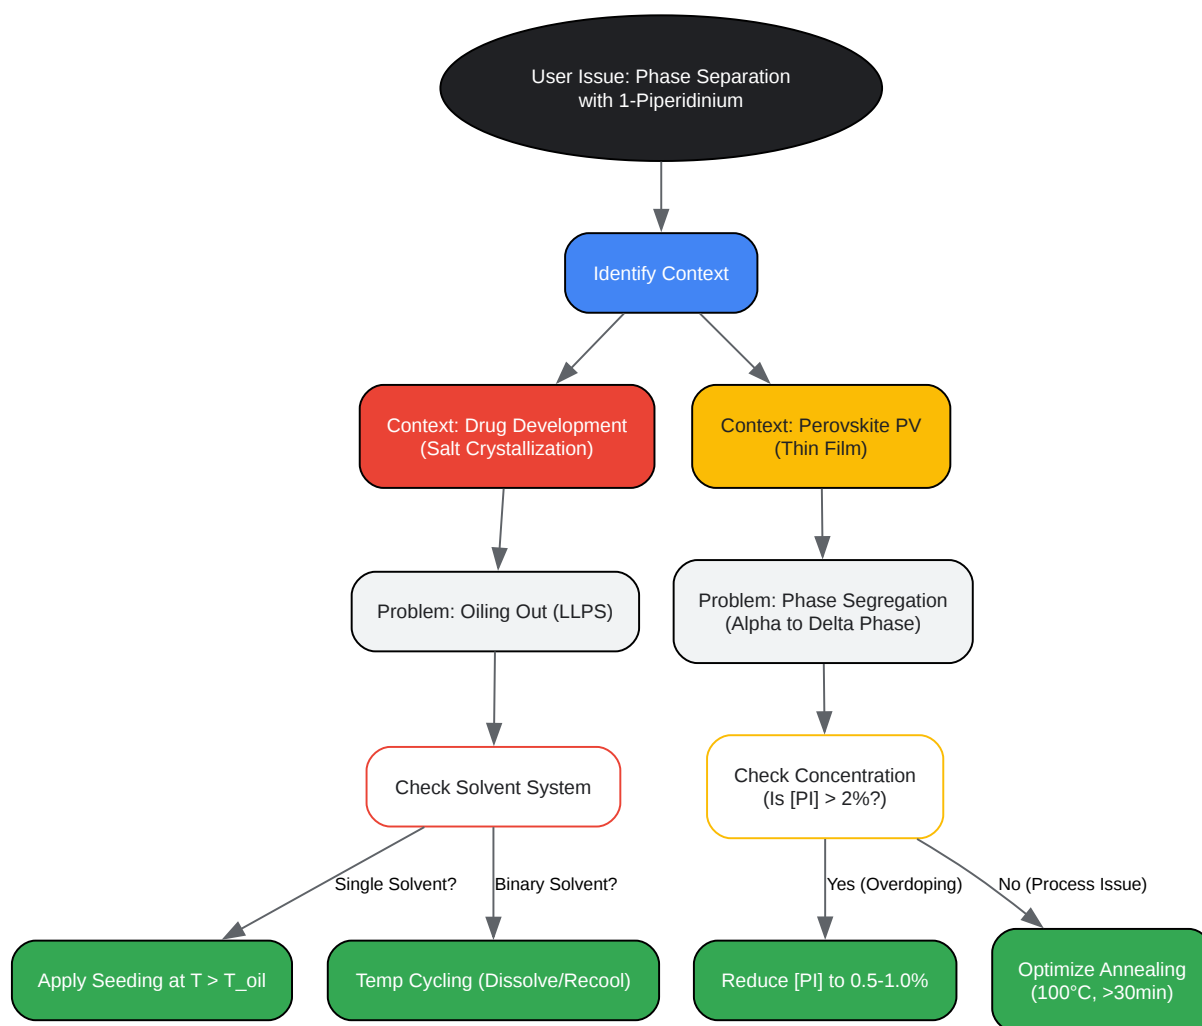 User Issue: Phase Separation
with 1-Piperidinium
Identify Context
Context: Drug Development
(Salt Crystallization)
Context: Perovskite PV
(Thin Film)
Problem: Oiling Out (LLPS)
Problem: Phase Segregation
(Alpha to Delta Phase)
Check Solvent System
Check Concentration
(Is [PI] > 2%?)
Single Solvent?
Binary Solvent?
Yes (Overdoping)
No (Process Issue)
Apply Seeding at T > T_oil
Temp Cycling (Dissolve/Recool)
Reduce [PI] to 0.5-1.0%
Optimize Annealing
(100°C, >30min)